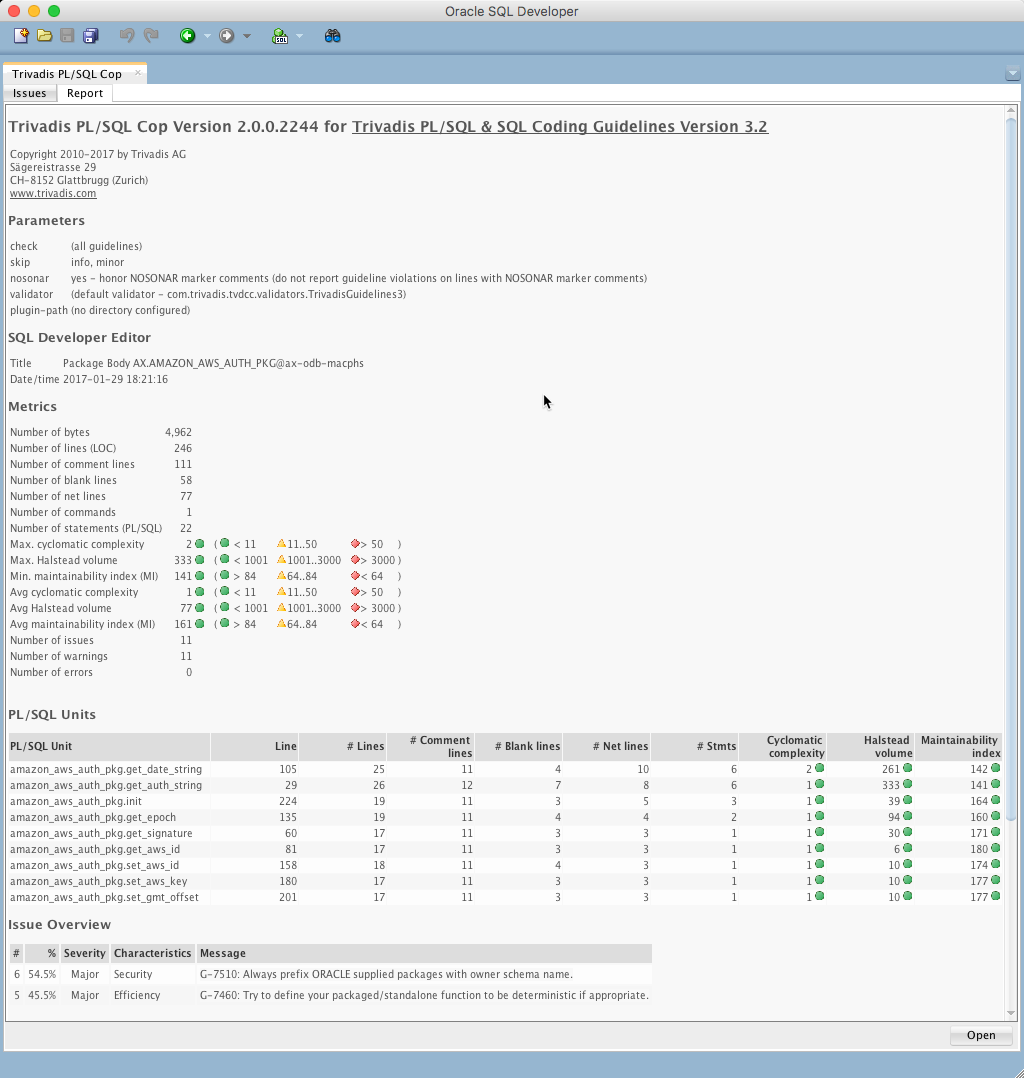 Oracle SQL Developer
Trivadis PL/SQL Cop
Issues Report
Trivadis PL/SQL Cop Version 2.0.0.2244 for Trivadis PL/SQL & SQL Coding Guidelines Version 3.2
Copyright 2010-2017 by Trivadis AG
Sägereistrasse 29
CH-8152 Glattbrugg (Zurich)
www.trivadis.com
Parameters
check (all guidelines)
skip info, minor
nosonar yes - honor NOSONAR marker comments (do not report guideline violations on lines with NOSONAR marker comments)
validator (default validator - com.trivadis.tvdcc.validators.TrivadisGuidelines3)
plugin-path (no directory configured)
SQL Developer Editor
Title Package Body AX.AMAZON_AWS_AUTH_PKG@ax-odb-macphs
Date/time 2017-01-29 18:21:16
Metrics
Number of bytes 4,962
Number of lines (LOC) 246
Number of comment lines 111
Number of blank lines 58
Number of net lines 77
Number of commands 1
Number of statements (PL/SQL) 22
Max. cyclomatic complexity 2 ( < 11 11..50 > 50 )
Max. Halstead volume 333 ( < 1001 1001..3000 > 3000 )
Min. maintainability index (MI) 141 ( > 84 64..84 < 64 )
Avg cyclomatic complexity 1 ( < 11 11..50 > 50 )
Avg Halstead volume 77 ( < 1001 1001..3000 > 3000 )
Avg maintainability index (MI) 161 ( > 84 64..84 < 64 )
Number of issues 11
Number of warnings 11
Number of errors 0
PL/SQL Units
PL/SQL Unit Line # Lines # Comment lines # Blank lines # Net lines # Stmts Cyclomatic complexity Halstead volume Maintainability index
amazon_aws_auth_pkg.get_date_string 105 25 11 4 10 6 2 261 142
amazon_aws_auth_pkg.get_auth_string 29 26 12 7 8 6 1 333 141
amazon_aws_auth_pkg.init 224 19 11 3 5 3 1 39 164
amazon_aws_auth_pkg.get_epoch 135 19 11 4 4 2 1 94 160
amazon_aws_auth_pkg.get_signature 60 17 11 3 3 1 1 30 171
amazon_aws_auth_pkg.get_aws_id 81 17 11 3 3 1 1 6 180
amazon_aws_auth_pkg.set_aws_id 158 18 11 4 3 1 1 10 174
amazon_aws_auth_pkg.set_aws_key 180 17 11 3 3 1 1 10 177
amazon_aws_auth_pkg.set_gmt_offset 201 17 11 3 3 1 1 10 177
Issue Overview
# % Severity Characteristics Message
6 54.5% Major Security G-7510: Always prefix ORACLE supplied packages with owner schema name.
5 45.5% Major Efficiency G-7460: Try to define your packaged/standalone function to be deterministic if appropriate.
Open